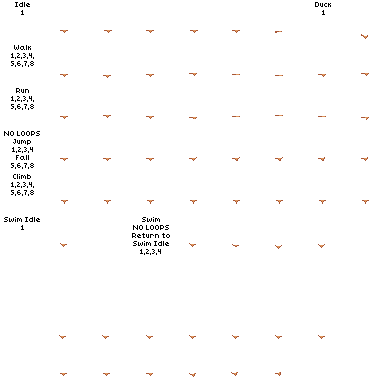 Idle
1
Duck
1
Walk
1,2,3,4,
5,6,7,8
Run
1,2,3,4,
5,6,7,8
NO LOOPS
Jump
1,2,3,4
Fall
5,6,7,8
Climb
1,2,3,4,
5,6,7,8
Swim Idle
1
Swim
NO LOOPS
Return to
Swim Idle
1,2,3,4